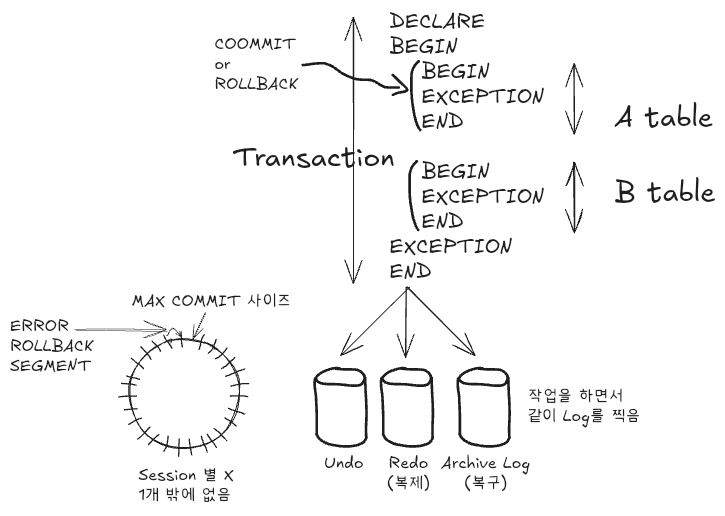 DECLARE
BEGIN
COOMMIT
or
ROLLBACK
BEGIN
EXCEPTION
END
A table
Transaction
BEGIN
EXCEPTION
END
B table
EXCEPTION
END
MAX COMMIT 사이즈
ERROR
ROLLBACK
SEGMENT
작업을 하면서
같이 Log를 찍음
Undo
Redo
(복제)
Archive Log
(복구)
Session 별 X
1개 밖에 없음